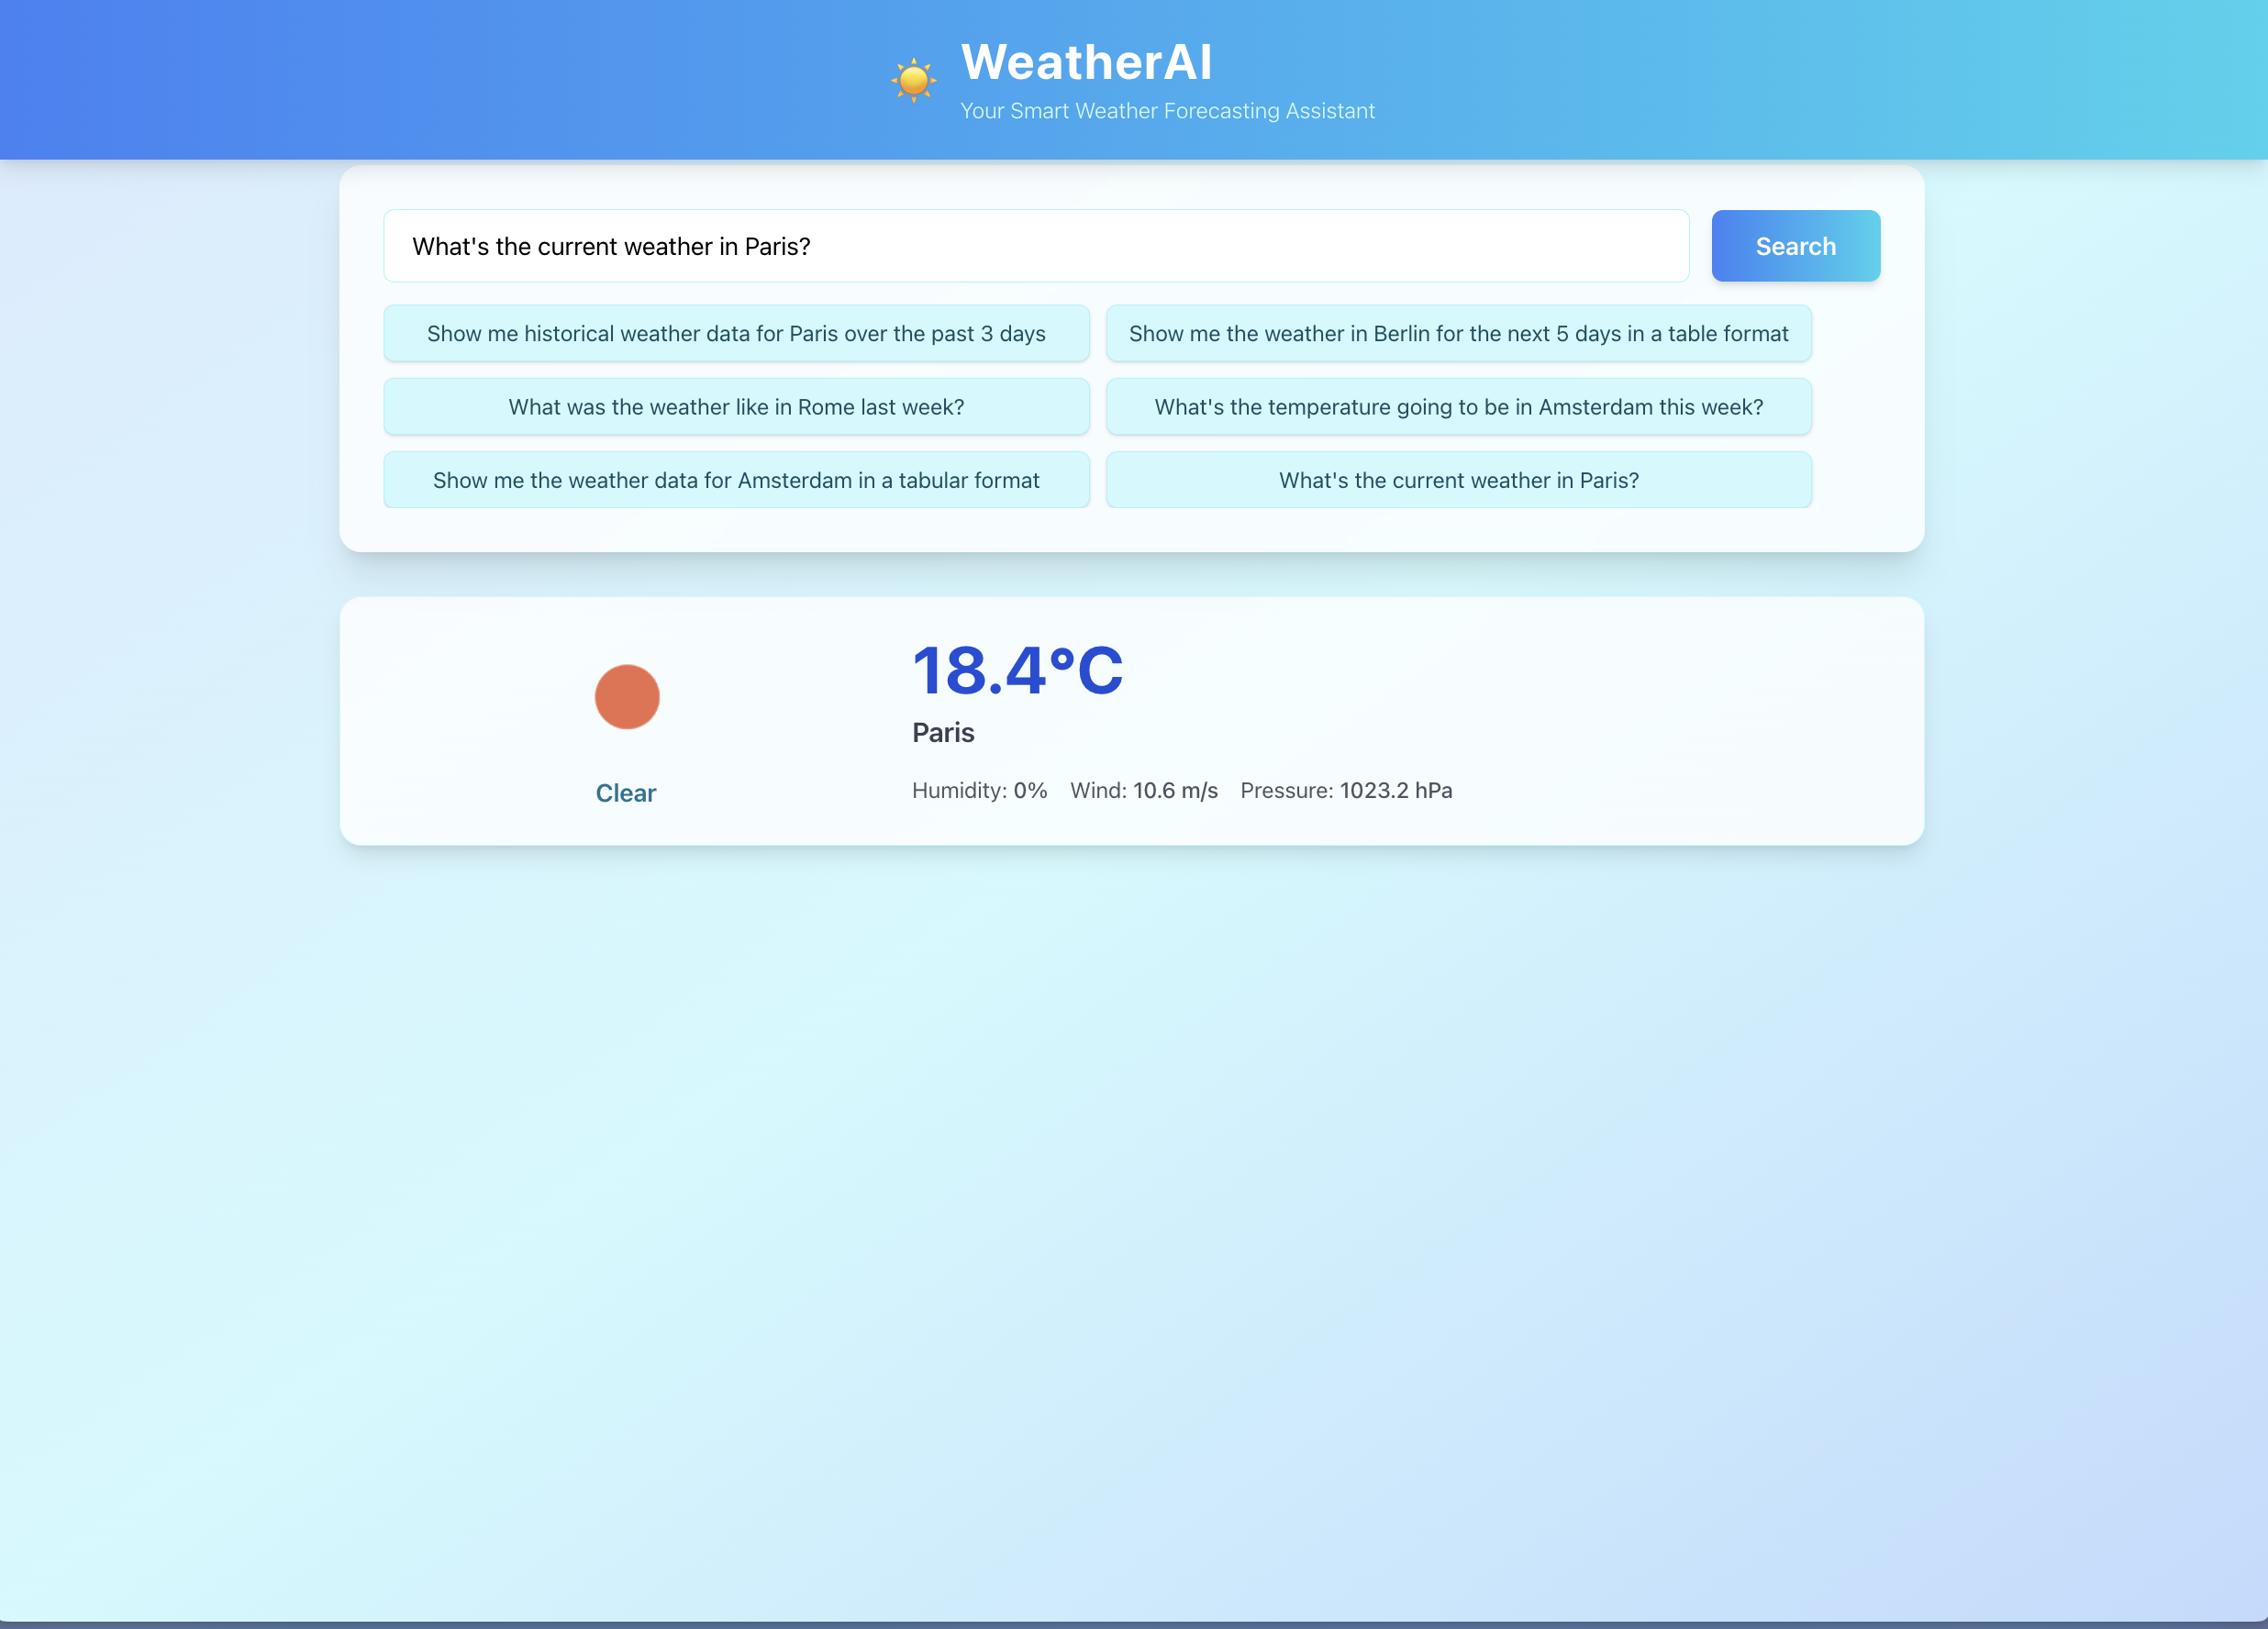 WeatherAI
Your Smart Weather Forecasting Assistant
What's the current weather in Paris?
Search
Show me historical weather data for Paris over the past 3 days
Show me the weather in Berlin for the next 5 days in a table format
What was the weather like in Rome last week?
What's the temperature going to be in Amsterdam this week?
Show me the weather data for Amsterdam in a tabular format
What's the current weather in Paris?
18.4°C
Paris
Clear
Humidity: 0% Wind: 10.6 m/s Pressure: 1023.2 hPa